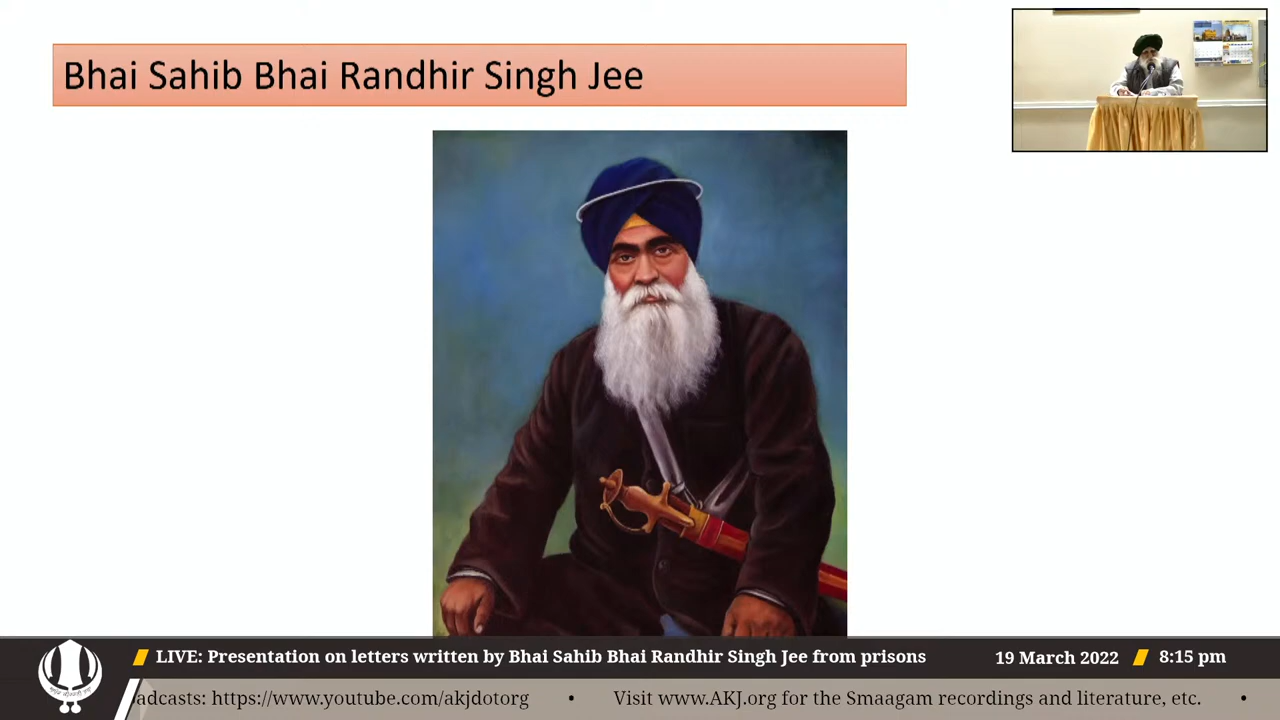 Bhai Sahib Bhai Randhir Singh Jee
LIVE: Presentation on letters written by Bhai Sahib Bhai Randhir Singh Jee from prisons
19 March 2022
8:15 pm
adcasts: https://www.youtube.com/akjdotorg • Visit www.AKJ.org for the Smaagam recordings and literature, etc. •